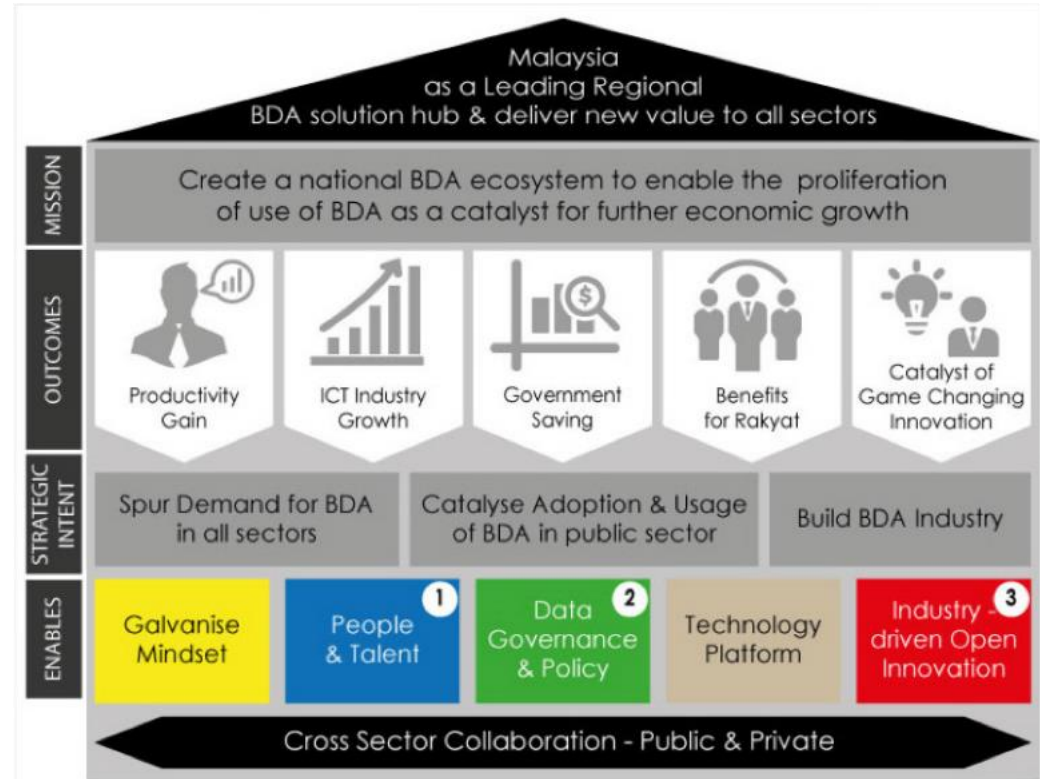 Malaysia
as a Leading Regional
BDA solution hub & deliver new value to all sectors
MISSION
Create a national BDA ecosystem to enable the proliferation
of use of BDA as a catalyst for further economic growth
OUTCOMES
Productivity
Gain
ICT Industry
Growth
Government
Saving
Benefits
for Rakyat
Catalyst of
Game Changing
Innovation
STRATEGIC
INTENT
Spur Demand for BDA
in all sectors
Catalyse Adoption & Usage
of BDA in public sector
Build BDA Industry
ENABLES
Galvanise
Mindset
1
People
& Talent
2
Data
Governance
& Policy
Technology
Platform
3
Industry -
driven Open
Innovation
Cross Sector Collaboration - Public & Private